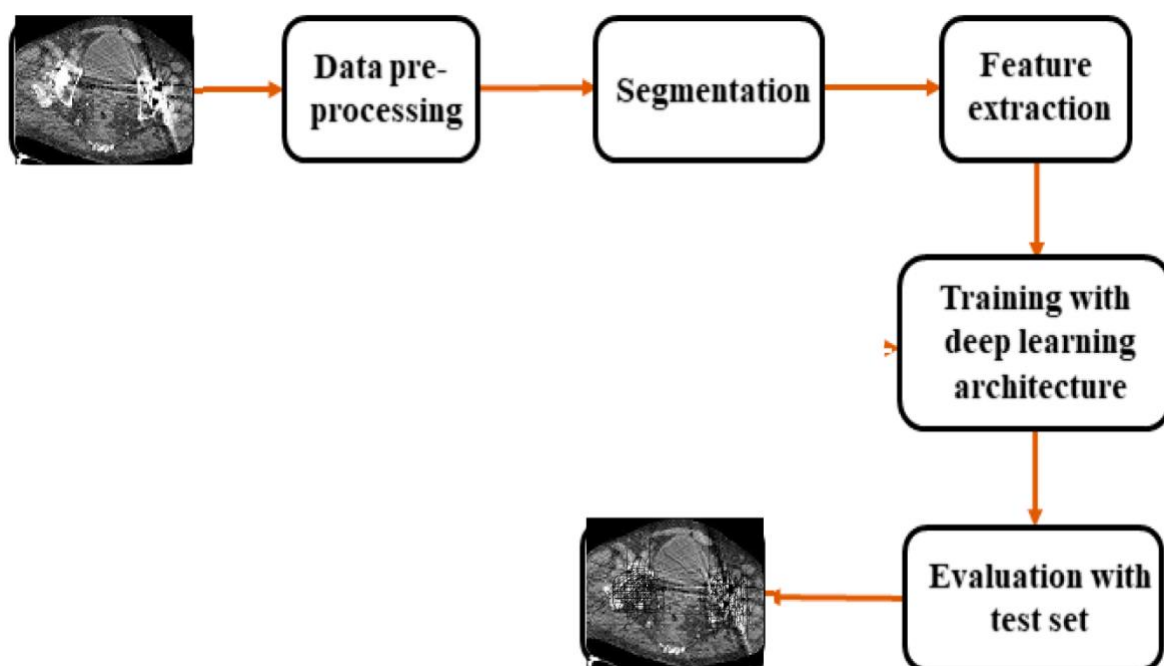 Data pre-
processing
Segmentation
Feature
extraction
Training with
deep learning
architecture
Evaluation with
test set